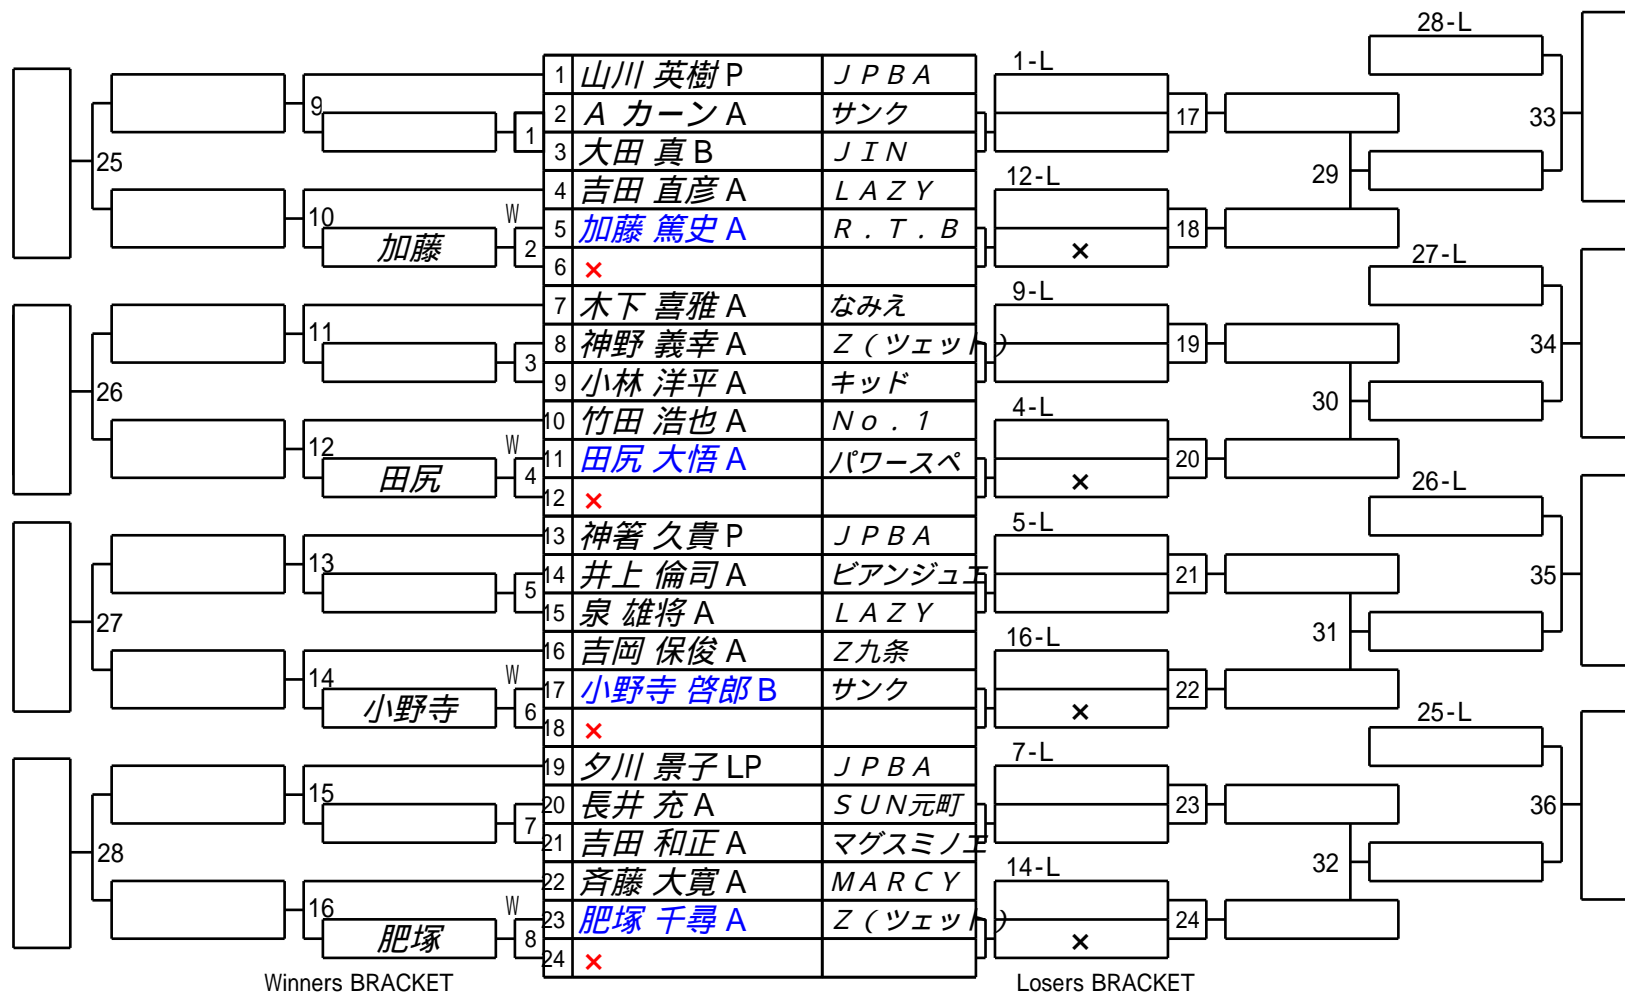 28-L
1-L
1 山川 英樹 P ＪＰＢＡ
9
2 Ａ カーン A サンク
17
33
1
3 大田 真 B ＪＩＮ
25
12-L
29
4 吉田 直彦 A ＬＡＺＹ
10
W
5 加藤 篤史 A Ｒ．Ｔ．Ｂ
18
加藤
2
×
6 ×
27-L
9-L
7 木下 喜雅 A なみえ
11
8 神野 義幸 A Ｚ（ツェット）
19
34
3
9 小林 洋平 A キッド
26
4-L
30
10 竹田 浩也 A Ｎｏ．１
12
W
11 田尻 大悟 A パワースペ
20
田尻
4
×
12 ×
26-L
5-L
13 神箸 久貴 P ＪＰＢＡ
13
14 井上 倫司 A ビアンジュエ
21
35
5
15 泉 雄将 A ＬＡＺＹ
27
16-L
31
16 吉岡 保俊 A Ｚ九条
14
W
17 小野寺 啓郎 B サンク
22
小野寺
6
×
18 ×
25-L
7-L
19 夕川 景子 LP ＪＰＢＡ
15
20 長井 充 A ＳＵＮ元町
23
36
7
21 吉田 和正 A マグスミノエ
28
14-L
32
22 斉藤 大寛 A ＭＡＲＣＹ
16
W
23 肥塚 千尋 A Ｚ（ツェット）
24
肥塚
8
×
24 ×
Winners BRACKET
Losers BRACKET